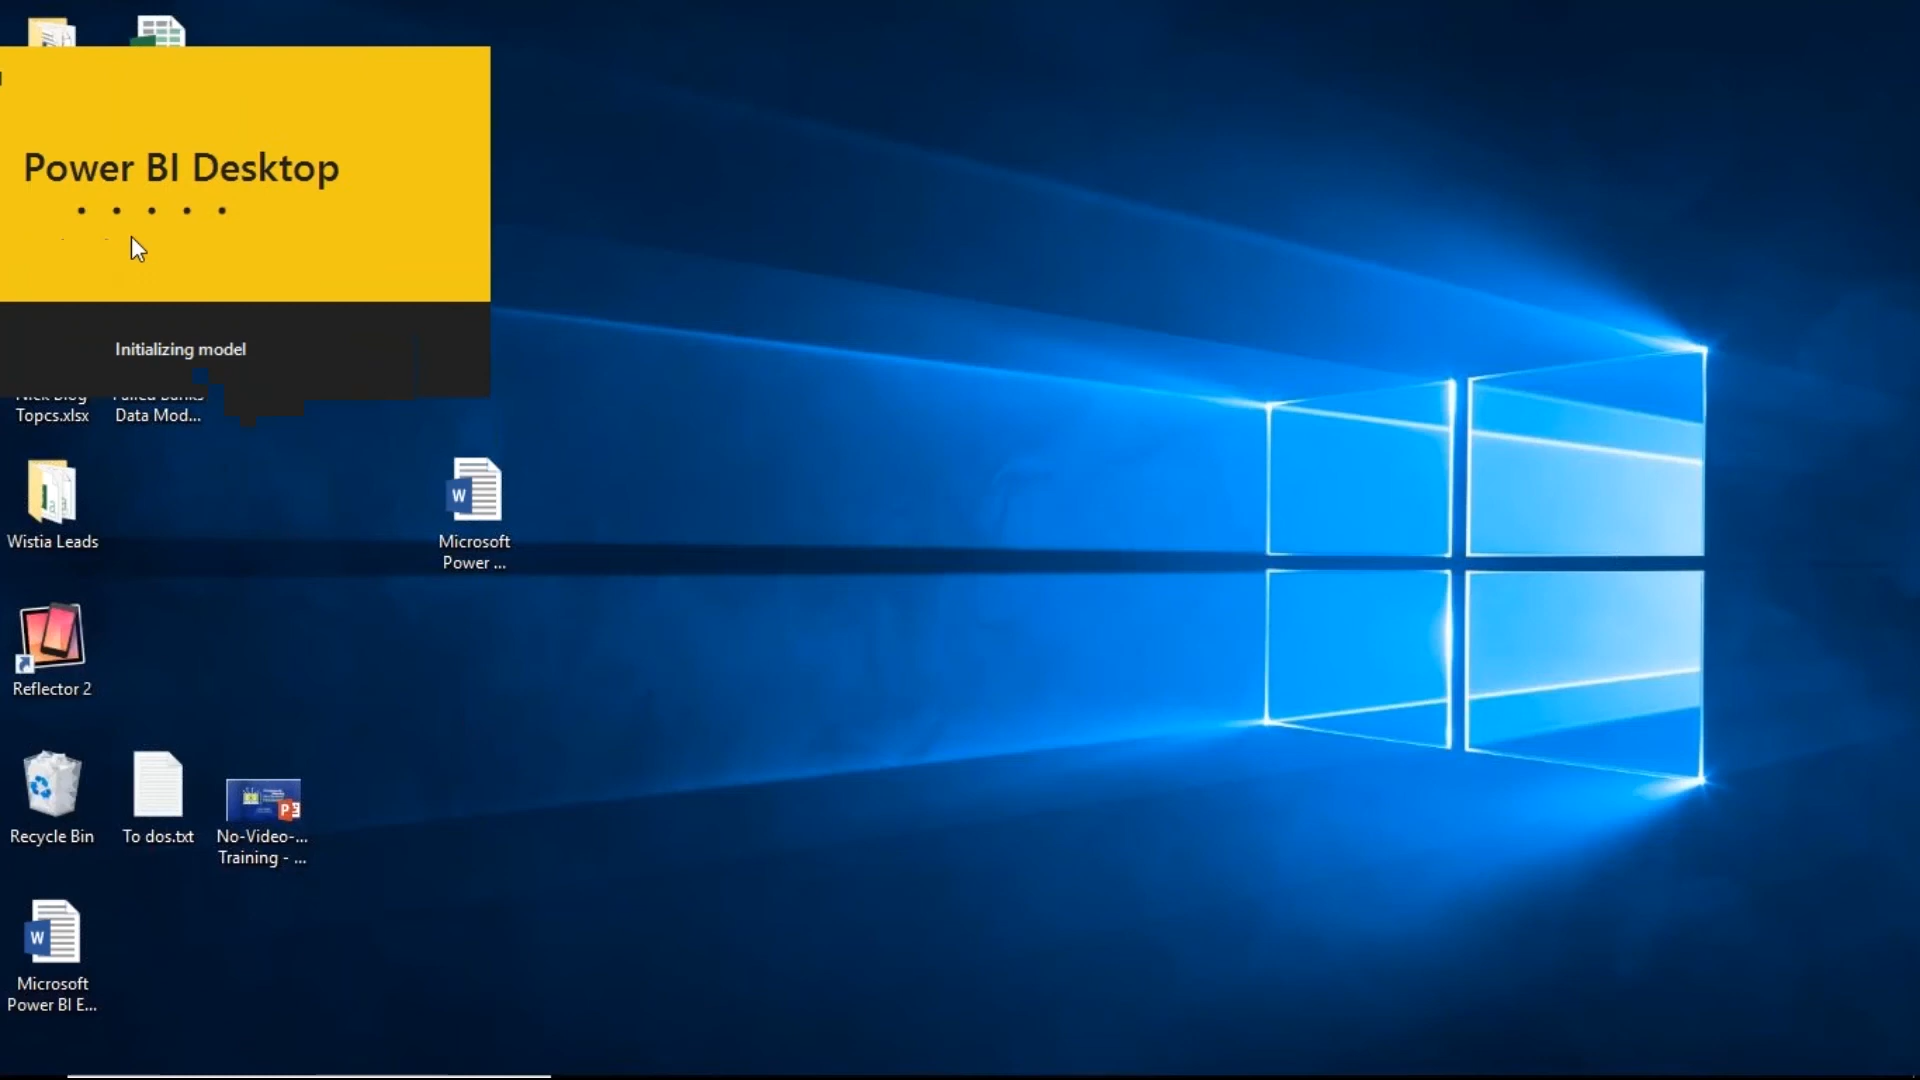 Power BI Desktop
Initializing model
Topcs.xlsx
Data Mod...
Wistia Leads
Microsoft
Power ...
Reflector 2
Recycle Bin
To dos.txt
No-Video-...
Training - ...
Microsoft
Power BI E...